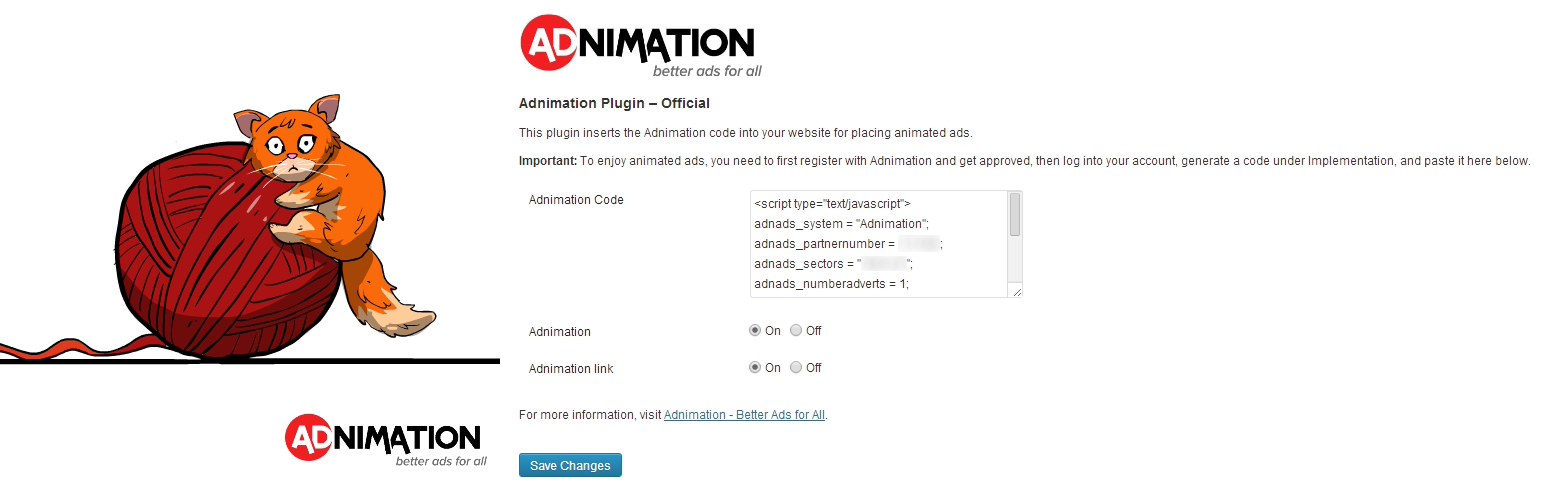 ADNIMATION
better ads for all
Adnimation Plugin – Official
This plugin inserts the Adnimation code into your website for placing animated ads.
Important: To enjoy animated ads, you need to first register with Adnimation and get approved, then log into your account, generate a code under Implementation, and paste it here below.
Adnimation Code
<script type="text/javascript">
adnads_system = "Adnimation";
adnads_partnernumber = ;
adnads_sectors = "";
adnads_numberadverts = 1;
Adnimation On Off
Adnimation link On Off
For more information, visit Adnimation - Better Ads for All.
Save Changes
ADNIMATION
better ads for all